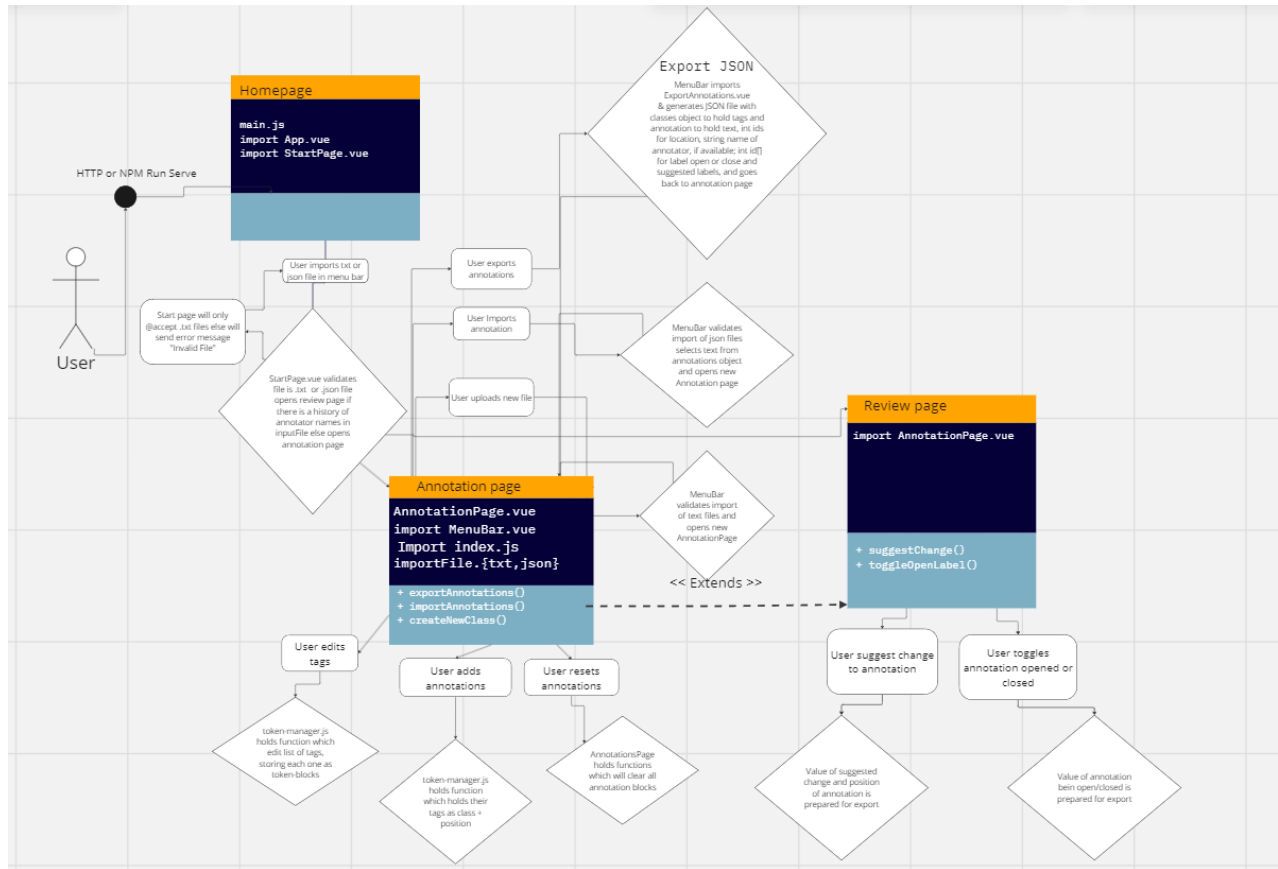 Export JSON
MenuBar imports
ExportAnnotations.vue
& generates JSON file with
classes object to hold tags and
annotation to hold text, int ids
for location, string name of
annotator, if available; int id[]
for label open or close and
suggested labels, and goes
back to annotation page
Homepage
main.js
import App.vue
import StartPage.vue
HTTP or NPM Run Serve
User
User imports txt or
json file in menu bar
Start page will only
@accept .txt files else will
send error message
"Invalid File"
StartPage.vue validates
file is .txt or .json file
opens review page if
there is a history of
annotator names in
inputFile else opens
annotation page
User exports
annotations
User Imports
annotation
User uploads new file
MenuBar validates
import of json files
selects text from
annotations object
and opens new
Annotation page
MenuBar
validates import
of text files and
opens new
AnnotationPage
Annotation page
AnnotationPage.vue
import MenuBar.vue
Import index.js
importFile.{txt,json}
+ exportAnnotations()
+ importAnnotations()
+ createNewClass()
<< Extends >>
Review page
import AnnotationPage.vue
+ suggestChange()
+ toggleOpenLabel()
User edits
tags
User adds
annotations
User resets
annotations
User suggest change
to annotation
User toggles
annotation opened or
closed
token-manager.js
holds function which
edit list of tags,
storing each one as
token-blocks
token-manager.js
holds function
which holds their
tags as class +
position
AnnotationsPage
holds functions
which will clear all
annotation blocks
Value of suggested
change and position
of annotation is
prepared for export
Value of annotation
bein open/closed is
prepared for export